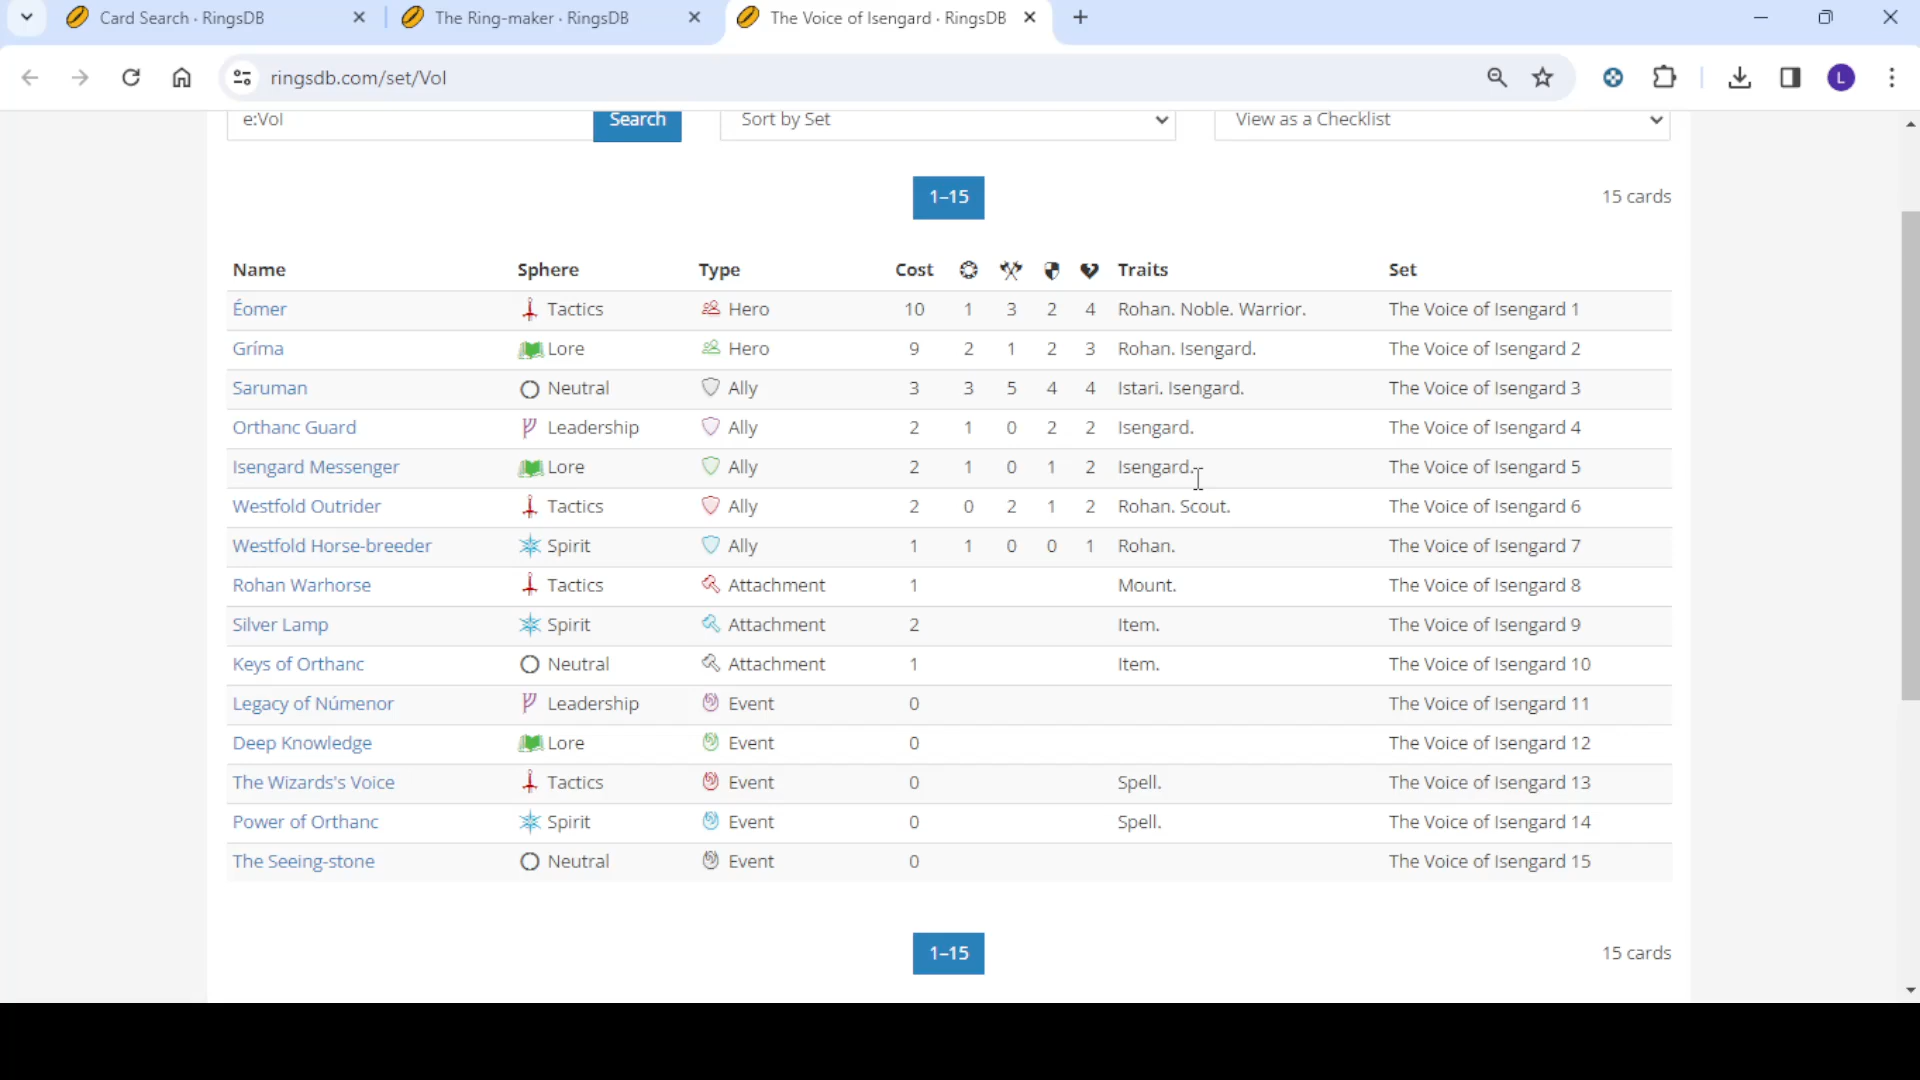 Card Search · RingsDB
The Ring-maker · RingsDB
The Voice of Isengard · RingsDB
ringsdb.com/set/VoI
L
e:VoI
Search
Sort by Set
View as a Checklist
1–15
15 cards
Name Sphere Type Cost Traits Set
Éomer Tactics Hero 10 1 3 2 4 Rohan. Noble. Warrior. The Voice of Isengard 1
Gríma Lore Hero 9 2 1 2 3 Rohan. Isengard. The Voice of Isengard 2
Saruman Neutral Ally 3 3 5 4 4 Istari. Isengard. The Voice of Isengard 3
Orthanc Guard Leadership Ally 2 1 0 2 2 Isengard. The Voice of Isengard 4
Isengard Messenger Lore Ally 2 1 0 1 2 Isengard. The Voice of Isengard 5
Westfold Outrider Tactics Ally 2 0 2 1 2 Rohan. Scout. The Voice of Isengard 6
Westfold Horse-breeder Spirit Ally 1 1 0 0 1 Rohan. The Voice of Isengard 7
Rohan Warhorse Tactics Attachment 1 Mount. The Voice of Isengard 8
Silver Lamp Spirit Attachment 2 Item. The Voice of Isengard 9
Keys of Orthanc Neutral Attachment 1 Item. The Voice of Isengard 10
Legacy of Númenor Leadership Event 0 The Voice of Isengard 11
Deep Knowledge Lore Event 0 The Voice of Isengard 12
The Wizards's Voice Tactics Event 0 Spell. The Voice of Isengard 13
Power of Orthanc Spirit Event 0 Spell. The Voice of Isengard 14
The Seeing-stone Neutral Event 0 The Voice of Isengard 15
1–15
15 cards